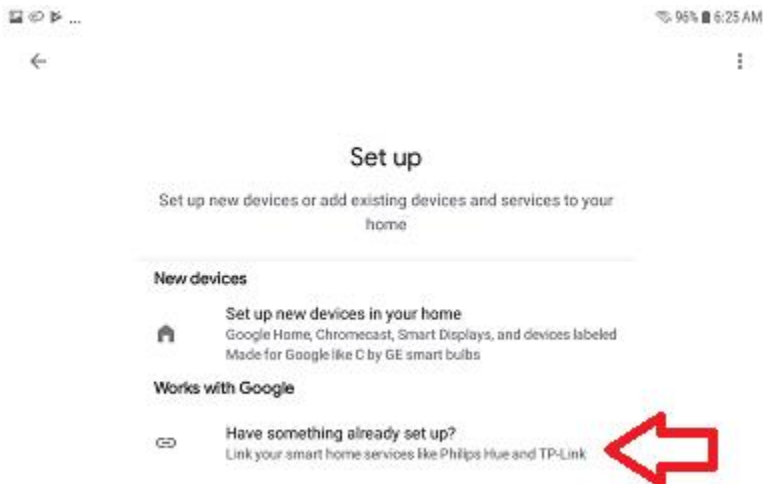 ... 96% 6:25 AM
Set up
Set up new devices or add existing devices and services to your
home
New devices
Set up new devices in your home
Google Home, Chromecast, Smart Displays, and devices labeled
Made for Google like C by GE smart bulbs
Works with Google
Have something already set up?
Link your smart home services like Philips Hue and TP-Link